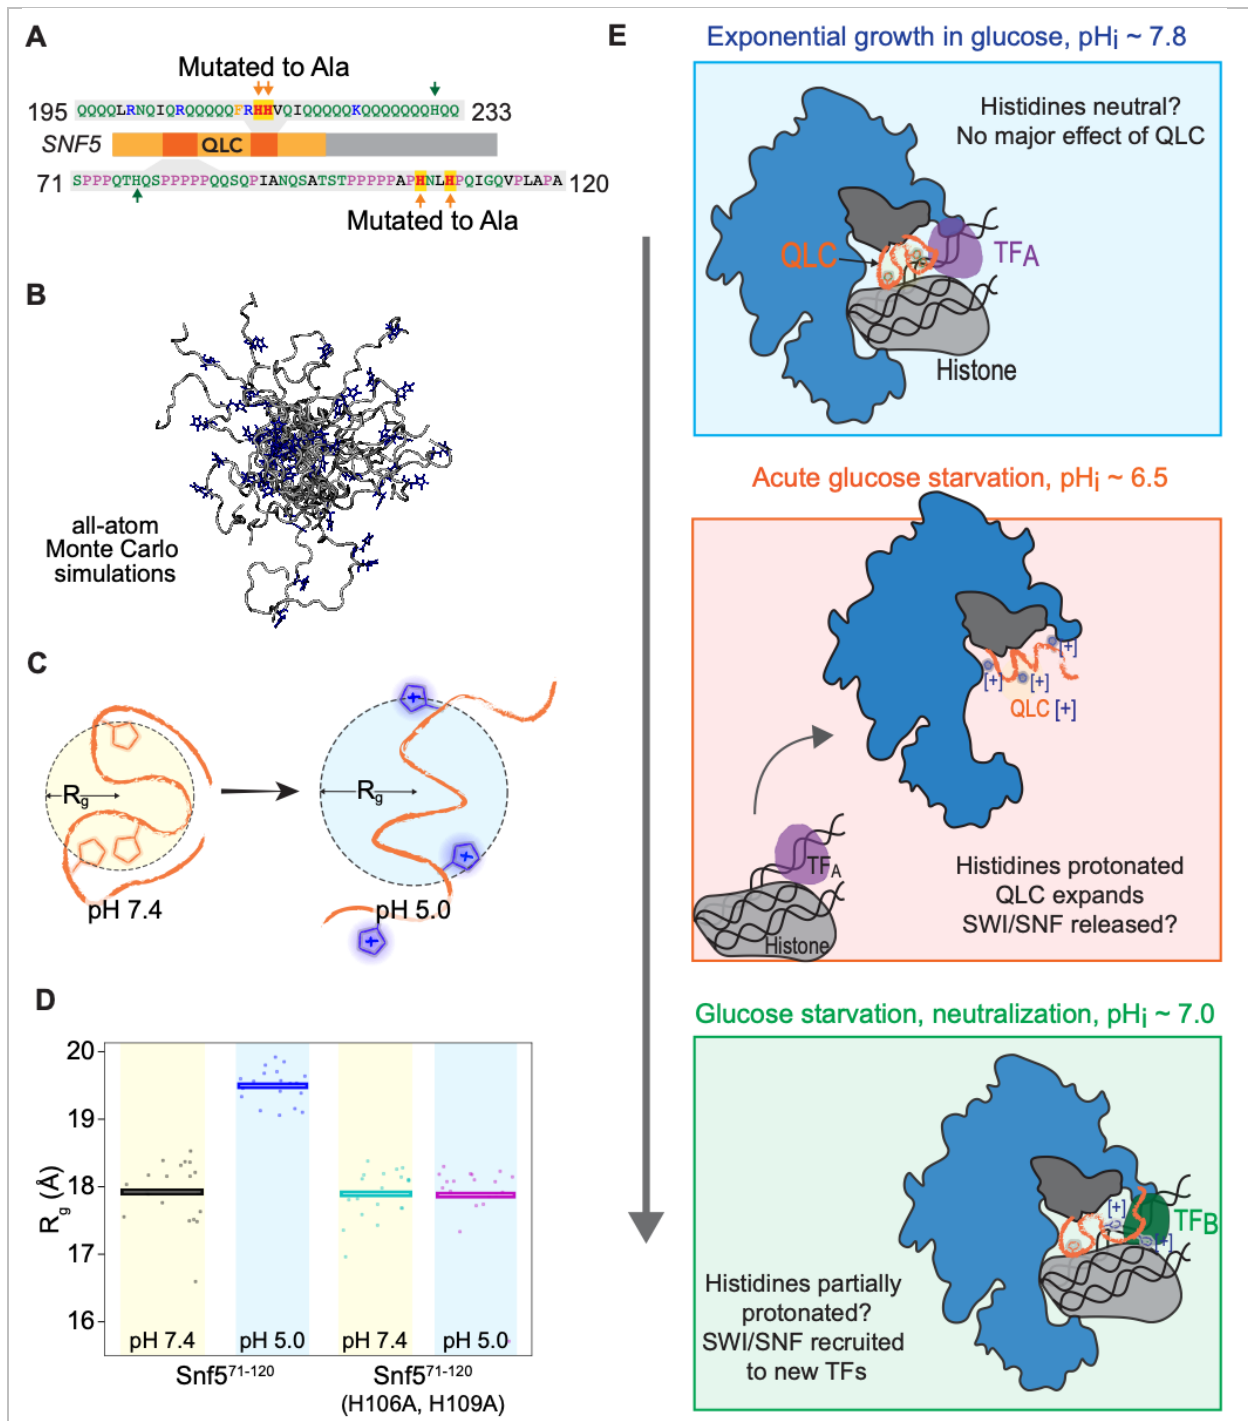 A
Mutated to Ala
195 QQQQLRNQIQRQQQQQFRHHVQIQQQQQKQQQQQQQHQQ 233
SNF5 QLC
71 SPPPQTHQSPPPPPQQSQPIANQSATSTPPPPPAPHNLHPQIGQVPLAPA 120
Mutated to Ala
B
all-atom
Monte Carlo
simulations
C
Rg
pH 7.4
Rg
pH 5.0
D
Rg (Å)
20
19
18
17
16
pH 7.4 pH 5.0 pH 7.4 pH 5.0
Snf5⁷¹⁻¹²⁰ Snf5⁷¹⁻¹²⁰
(H106A, H109A)
E
Exponential growth in glucose, pHi ~ 7.8
Histidines neutral?
No major effect of QLC
QLC
TFA
Histone
Acute glucose starvation, pHi ~ 6.5
[+]
[+] [+]
QLC [+]
TFA
Histone
Histidines protonated
QLC expands
SWI/SNF released?
Glucose starvation, neutralization, pHi ~ 7.0
[+]
TFB
[+]
Histidines partially
protonated?
SWI/SNF recruited
to new TFs